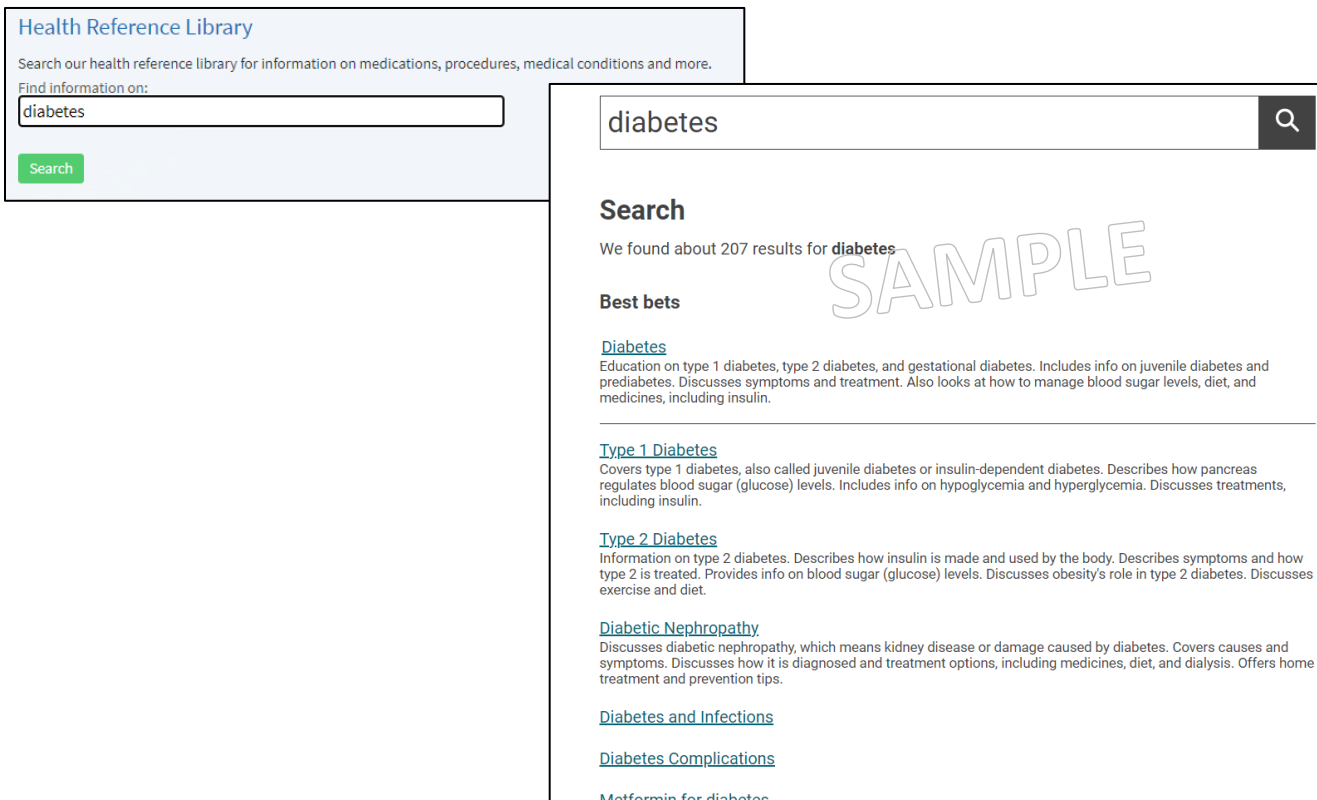 Health Reference Library
Search our health reference library for information on medications, procedures, medical conditions and more.
Find information on:
diabetes
Search
diabetes
Search
We found about 207 results for diabetes
SAMPLE
Best bets
Diabetes
Education on type 1 diabetes, type 2 diabetes, and gestational diabetes. Includes info on juvenile diabetes and
prediabetes. Discusses symptoms and treatment. Also looks at how to manage blood sugar levels, diet, and
medicines, including insulin.
Type 1 Diabetes
Covers type 1 diabetes, also called juvenile diabetes or insulin-dependent diabetes. Describes how pancreas
regulates blood sugar (glucose) levels. Includes info on hypoglycemia and hyperglycemia. Discusses treatments,
including insulin.
Type 2 Diabetes
Information on type 2 diabetes. Describes how insulin is made and used by the body. Describes symptoms and how
type 2 is treated. Provides info on blood sugar (glucose) levels. Discusses obesity's role in type 2 diabetes. Discusses
exercise and diet.
Diabetic Nephropathy
Discusses diabetic nephropathy, which means kidney disease or damage caused by diabetes. Covers causes and
symptoms. Discusses how it is diagnosed and treatment options, including medicines, diet, and dialysis. Offers home
treatment and prevention tips.
Diabetes and Infections
Diabetes Complications
Metformin for diabetes